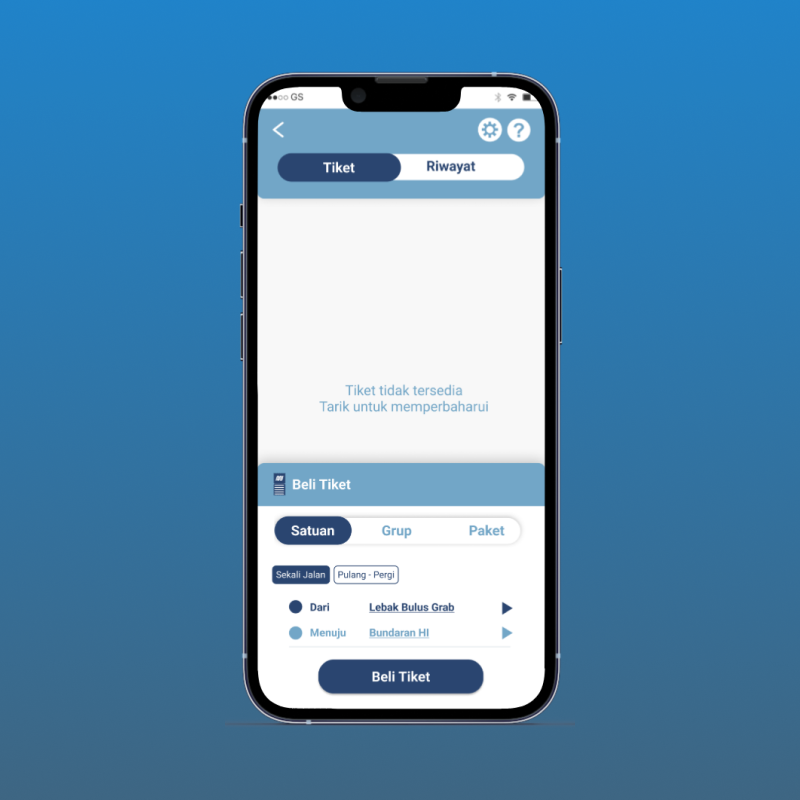 GS
?
Tiket
Riwayat
Tiket tidak tersedia
Tarik untuk memperbaharui
Beli Tiket
Satuan
Grup
Paket
Sekali Jalan
Pulang - Pergi
Dari
Lebak Bulus Grab
Menuju
Bundaran HI
Beli Tiket